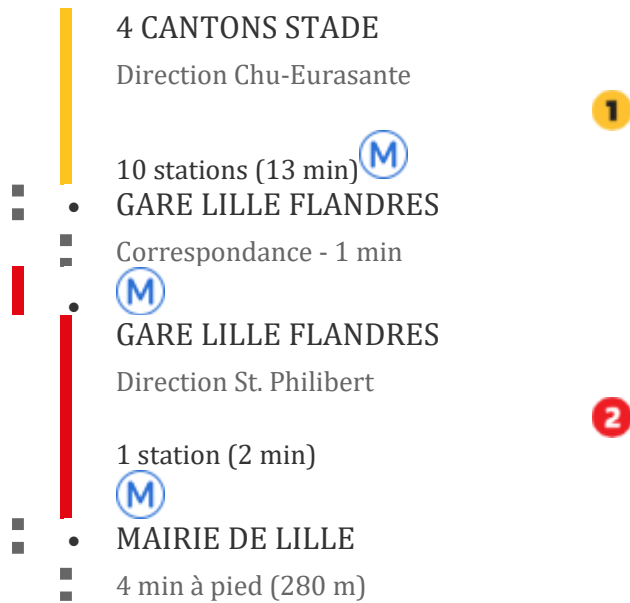 4 CANTONS STADE
Direction Chu-Eurasante
1
10 stations (13 min) M
GARE LILLE FLANDRES
Correspondance - 1 min
M
GARE LILLE FLANDRES
Direction St. Philibert
2
1 station (2 min)
M
MAIRIE DE LILLE
4 min à pied (280 m)